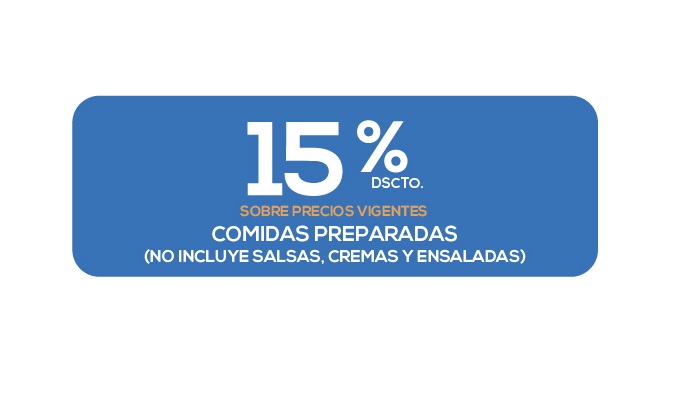 15%
DSCTO.
SOBRE PRECIOS VIGENTES
COMIDAS PREPARADAS
(NO INCLUYE SALSAS, CREMAS Y ENSALADAS)